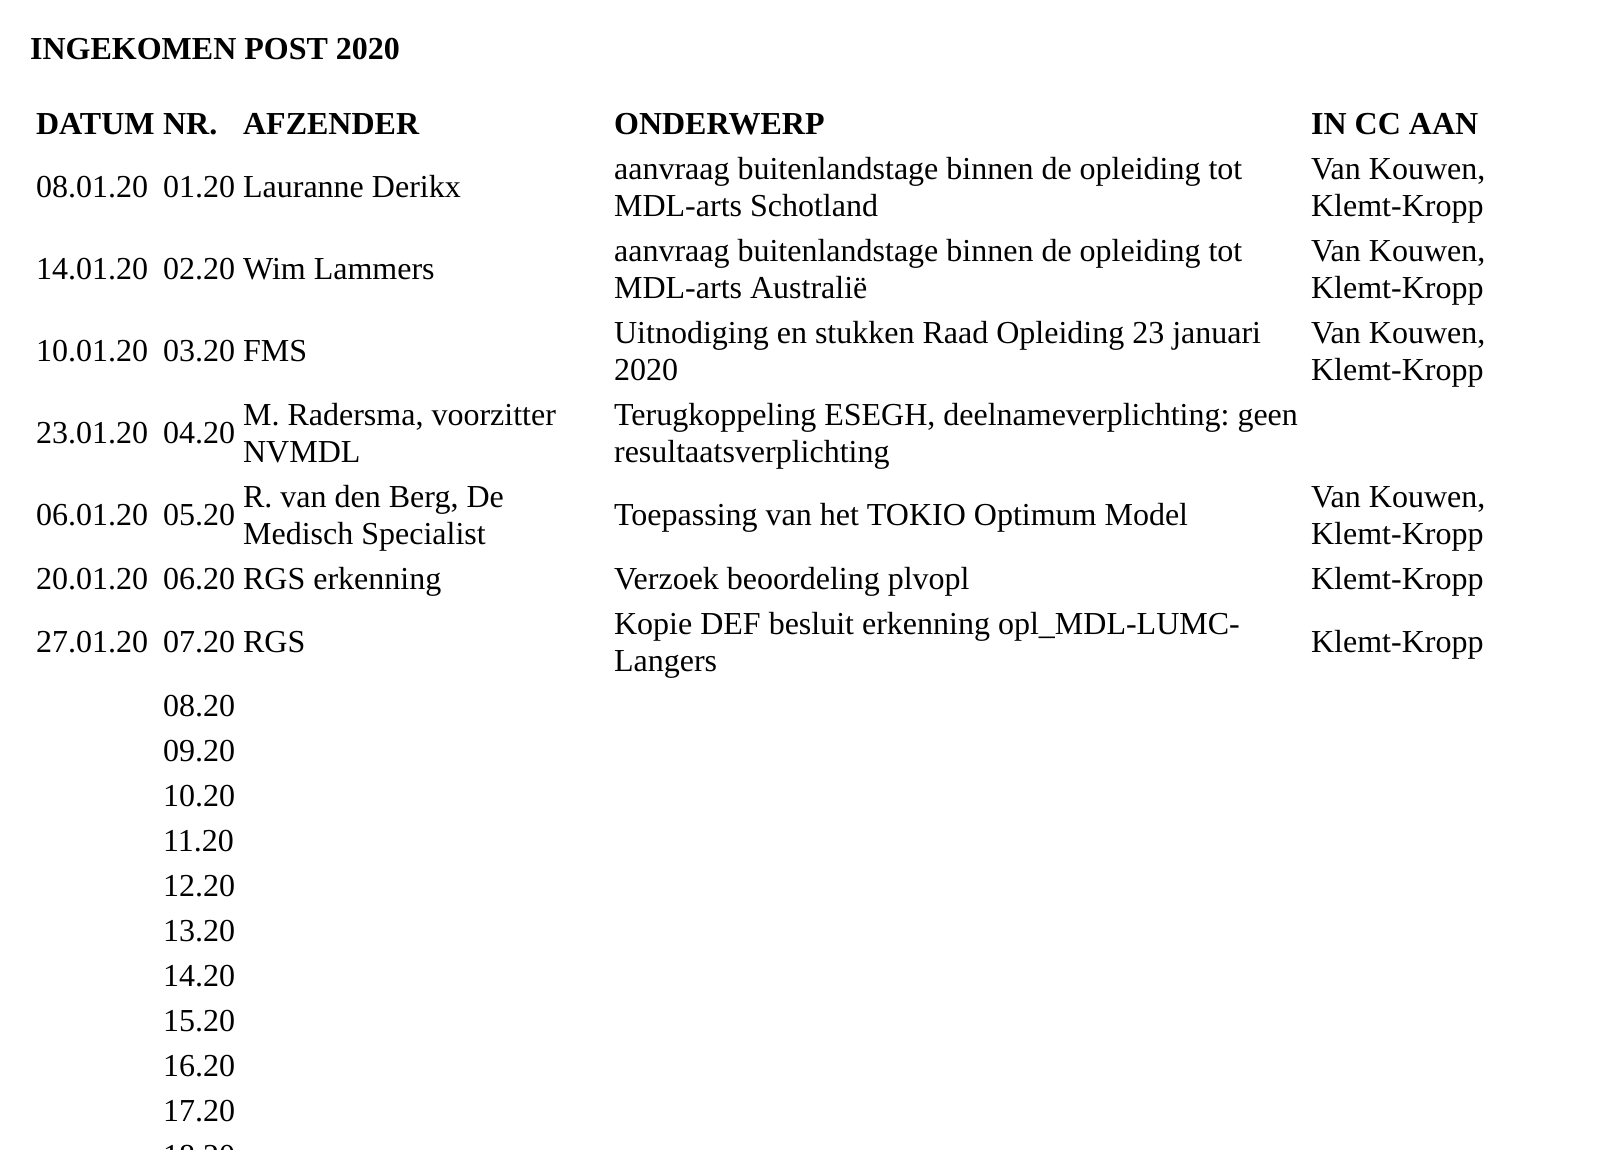 INGEKOMEN POST 2020
DATUM NR. AFZENDER ONDERWERP IN CC AAN
08.01.20 01.20 Lauranne Derikx aanvraag buitenlandstage binnen de opleiding tot Van Kouwen,
MDL-arts Schotland Klemt-Kropp
14.01.20 02.20 Wim Lammers aanvraag buitenlandstage binnen de opleiding tot Van Kouwen,
MDL-arts Australië Klemt-Kropp
10.01.20 03.20 FMS Uitnodiging en stukken Raad Opleiding 23 januari Van Kouwen,
2020 Klemt-Kropp
23.01.20 04.20 M. Radersma, voorzitter Terugkoppeling ESEGH, deelnameverplichting: geen
NVMDL resultaatsverplichting
06.01.20 05.20 R. van den Berg, De Toepassing van het TOKIO Optimum Model Van Kouwen,
Medisch Specialist Klemt-Kropp
20.01.20 06.20 RGS erkenning Verzoek beoordeling plvopl Klemt-Kropp
27.01.20 07.20 RGS Kopie DEF besluit erkenning opl_MDL-LUMC- Klemt-Kropp
Langers
08.20
09.20
10.20
11.20
12.20
13.20
14.20
15.20
16.20
17.20